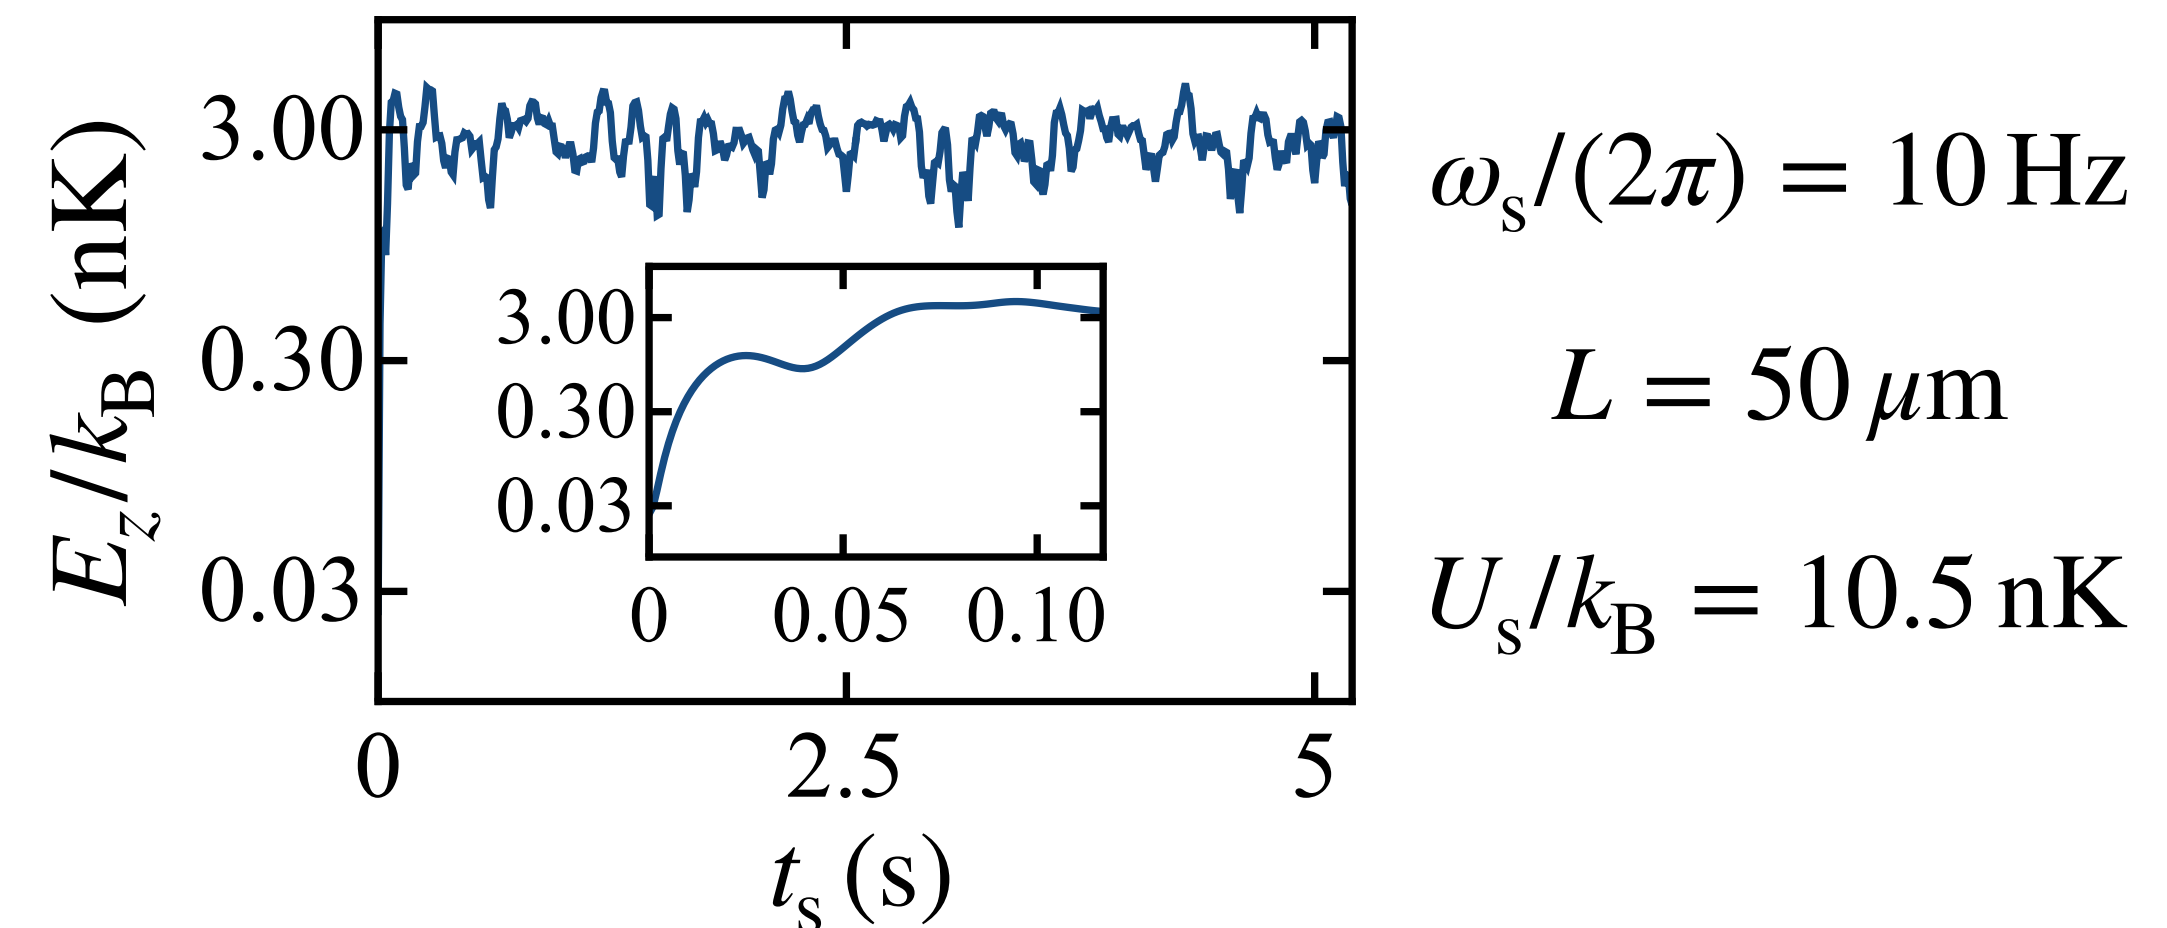 E_z/k_B (nK)
3.00
0.30
0.03
3.00
0.30
0.03
0 0.05 0.10
0 2.5 5
t_s (s)
ω_s/(2π) = 10 Hz
L = 50 μm
U_s/k_B = 10.5 nK